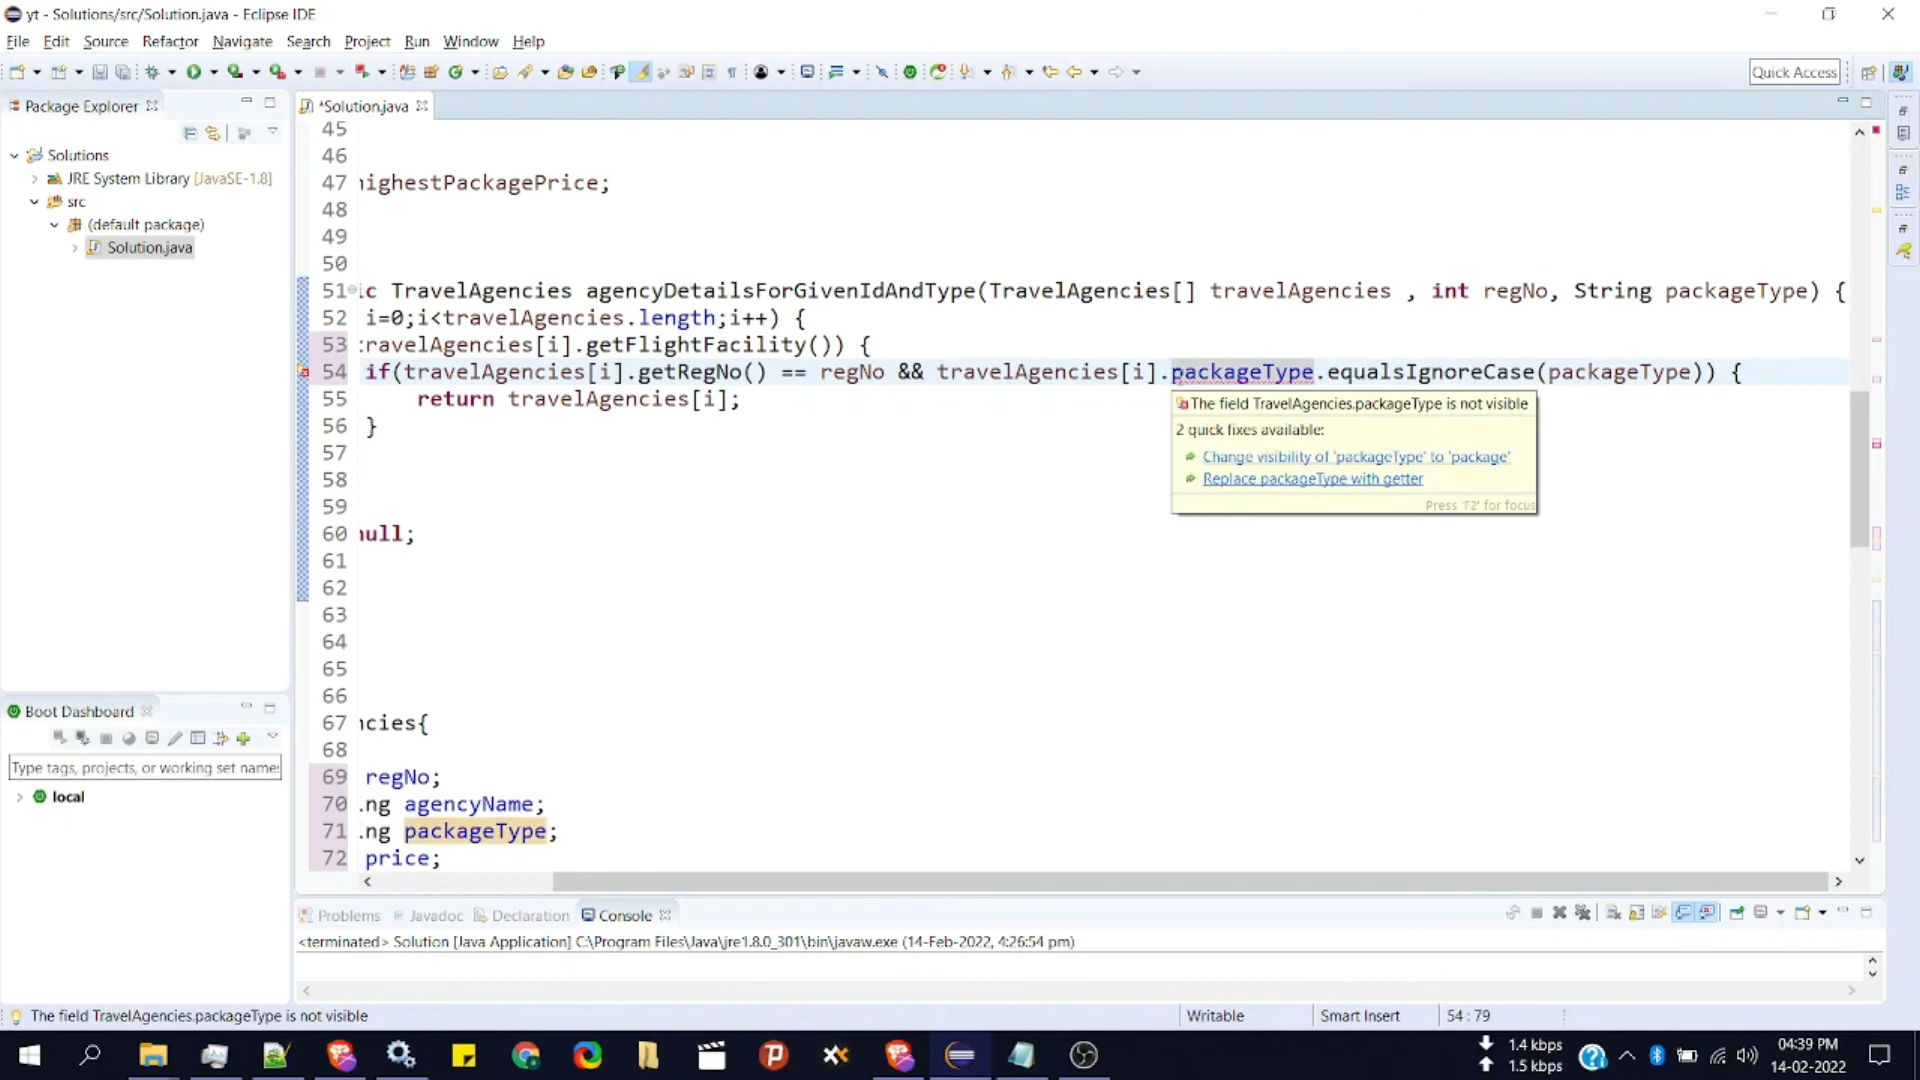 yt - Solutions/src/Solution.java - Eclipse IDE
File Edit Source Refactor Navigate Search Project Run Window Help
Quick Access
Package Explorer
*Solution.java
Solutions
JRE System Library [JavaSE-1.8]
src
(default package)
Solution.java
45
46
47 highestPackagePrice;
48
49
50
51 ic TravelAgencies agencyDetailsForGivenIdAndType(TravelAgencies[] travelAgencies , int regNo, String packageType) {
52 i=0;i<travelAgencies.length;i++) {
53 travelAgencies[i].getFlightFacility()) {
54 if(travelAgencies[i].getRegNo() == regNo && travelAgencies[i].packageType.equalsIgnoreCase(packageType)) {
55 return travelAgencies[i];
56 }
57
58
59
60 null;
61
62
63
64
65
66
67 ncies{
68
69 regNo;
70 ng agencyName;
71 ng packageType;
72 price;
The field TravelAgencies.packageType is not visible
2 quick fixes available:
Change visibility of 'packageType' to 'package'
Replace packageType with getter
Press 'F2' for focus
Boot Dashboard
Type tags, projects, or working set name:
local
Problems Javadoc Declaration Console
<terminated> Solution [Java Application] C:\Program Files\Java\jre1.8.0_301\bin\javaw.exe (14-Feb-2022, 4:26:54 pm)
The field TravelAgencies.packageType is not visible
Writable Smart Insert 54 : 79
1.4 kbps
1.5 kbps
04:39 PM
14-02-2022